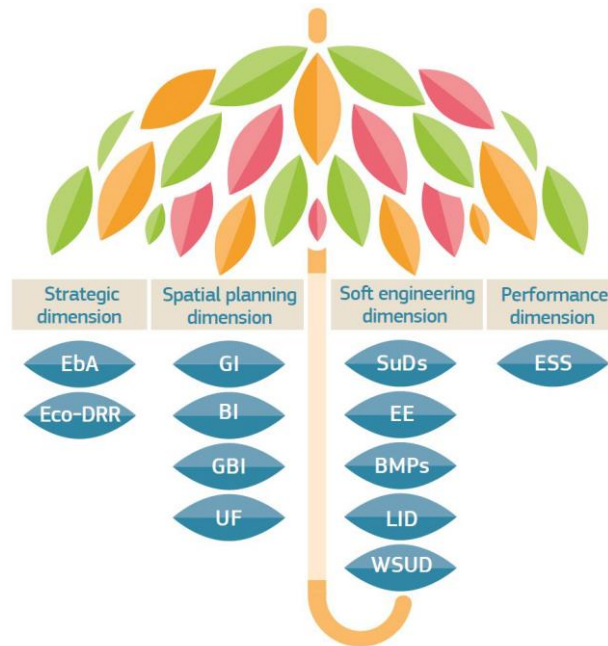 Strategic
dimension
Spatial planning
dimension
Soft engineering
dimension
Performance
dimension
EbA
Eco-DRR
GI
BI
GBI
UF
SuDs
EE
BMPs
LID
WSUD
ESS